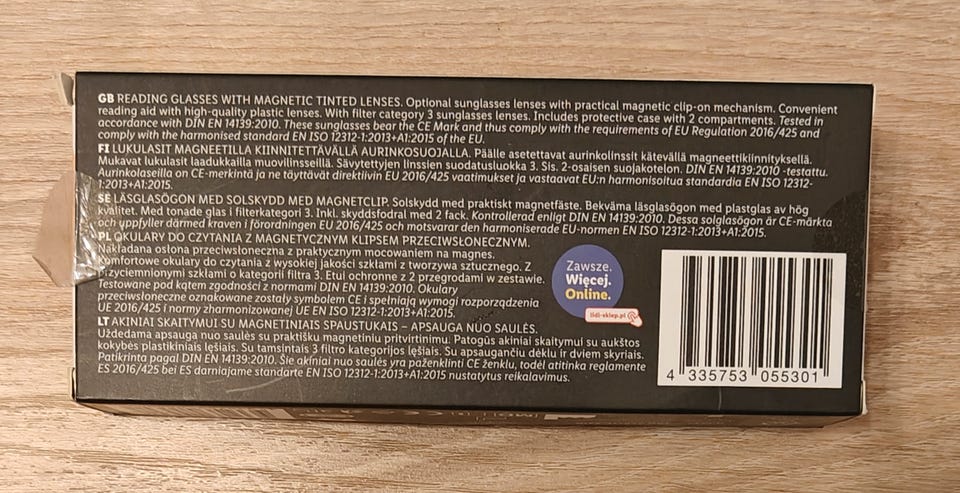 GB READING GLASSES WITH MAGNETIC TINTED LENSES. Optional sunglasses lenses with practical magnetic clip-on mechanism. Convenient
reading aid with high-quality plastic lenses. With filter category 3 sunglasses lenses. Includes protective case with 2 compartments. Tested in
accordance with DIN EN 14139:2010. These sunglasses bear the CE Mark and thus comply with the requirements of EU Regulation 2016/425 and
comply with the harmonised standard EN ISO 12312-1:2013+A1:2015 of the EU.
FI LUKULASIT MAGNEETILLA KIINNITETTÄVÄLLÄ AURINKOSUOJALLA. Päälle asetettavat aurinkolinssit kätevällä magneettikiinnityksellä.
Mukavat lukulasit laadukkailla muovilinsseillä. Sävytettyjen linssien suodatusluokka 3. Sis. 2-osaisen suojakotelon. DIN EN 14139:2010 -testattu.
Aurinkolaseilla on CE-merkintä ja ne täyttävät direktiivin EU 2016/425 vaatimukset ja vastaavat EU:n harmonisoitua standardia EN ISO 12312-
1:2013+A1:2015.
SE LÄSGLASÖGON MED SOLSKYDD MED MAGNETCLIP. Solskydd med praktiskt magnetfäste. Bekväma läsglasögon med plastglas av hög
kvalitet. Med tonade glas i filterkategori 3. Inkl. skyddsfodral med 2 fack. Kontrollerad enligt DIN EN 14139:2010. Dessa solglasögon är CE-märkta
och uppfyller därmed kraven i förordningen EU 2016/425 och motsvarar den harmoniserade EU-normen EN ISO 12312-1:2013+A1:2015.
PL OKULARY DO CZYTANIA Z MAGNETYCZNYM KLIPSEM PRZECIWSŁONECZNYM.
Nakładana osłona przeciwsłoneczna z praktycznym mocowaniem na magnes.
Komfortowe okulary do czytania z wysokiej jakości szkłami z tworzywa sztucznego. Z
przyciemnionymi szkłami o kategorii filtra 3. Etui ochronne z 2 przegrodami w zestawie.
Testowane pod kątem zgodności z normami DIN EN 14139:2010. Okulary
przeciwsłoneczne oznakowane zostały symbolem CE i spełniają wymogi rozporządzenia
UE 2016/425 i normy zharmonizowanej UE EN ISO 12312-1:2013+A1:2015.
LT AKINIAI SKAITYMUI SU MAGNETINIAIS SPAUSTUKAIS – APSAUGA NUO SAULĖS.
Uždedama apsauga nuo saulės su praktišku magnetiniu pritvirtinimu. Patogūs akiniai skaitymui su aukštos
kokybės plastikiniais lęšiais. Su tamsintais 3 filtro kategorijos lęšiais. Su apsauginčiu dėklu ir dviem skyriais.
Patikrinta pagal DIN EN 14139:2010. Šie akiniai nuo saulės yra paženklinti CE ženklu, todėl atitinka reglamento
ES 2016/425 bei ES darniajame standarte EN ISO 12312-1:2013+A1:2015 nustatytus reikalavimus.
Zawsze.
Więcej.
Online.
lidl-sklep.pl
4 335753 055301